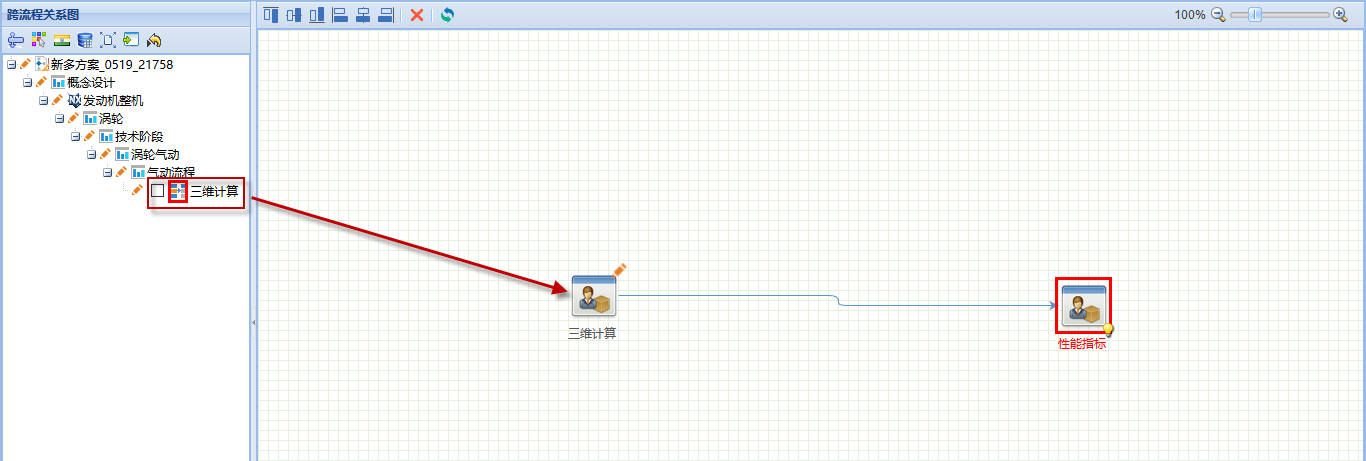 跨流程关系图
100%
新多方案_0519_21758
概念设计
NX 发动机整机
涡轮
技术阶段
涡轮气动
气动流程
三维计算
三维计算
性能指标